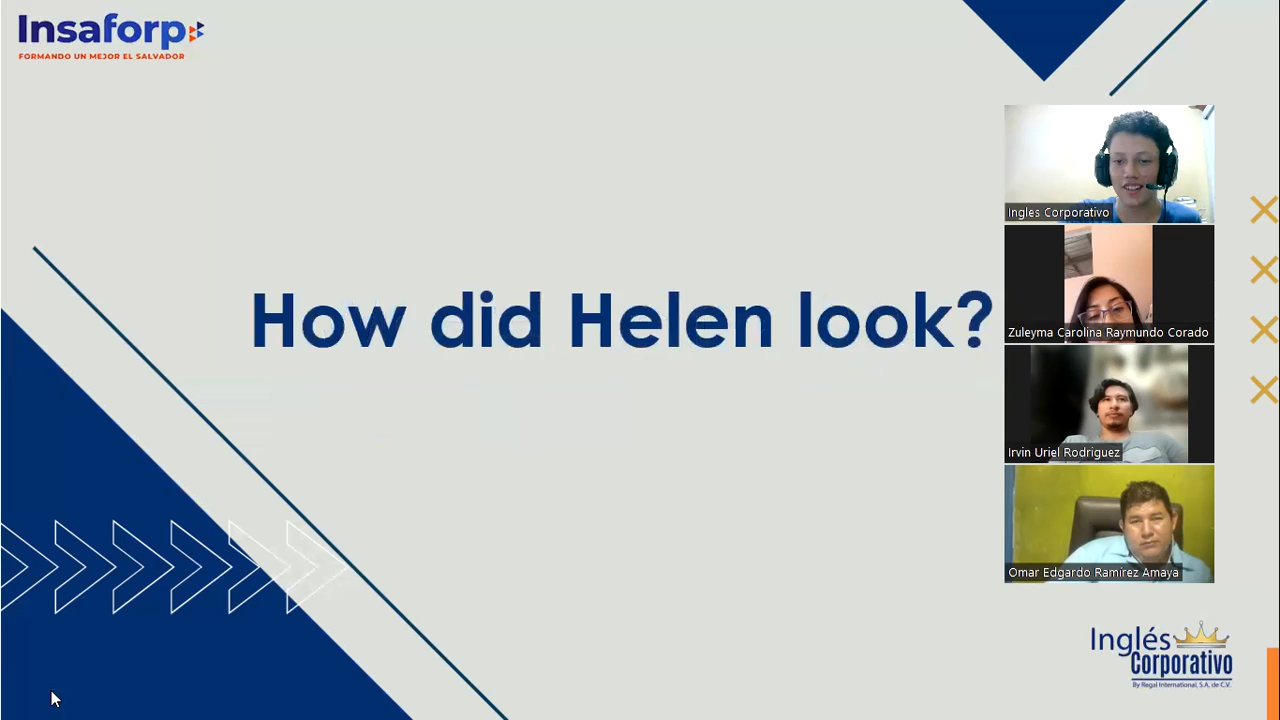 Insaforp
FORMANDO UN MEJOR EL SALVADOR
How did Helen look?
Ingles Corporativo
Zuleyma Carolina Raymundo Corado
Irvin Uriel Rodriguez
Omar Edgardo Ramírez Amaya
Inglés
Corporativo
By Regal International, S.A. de C.V.